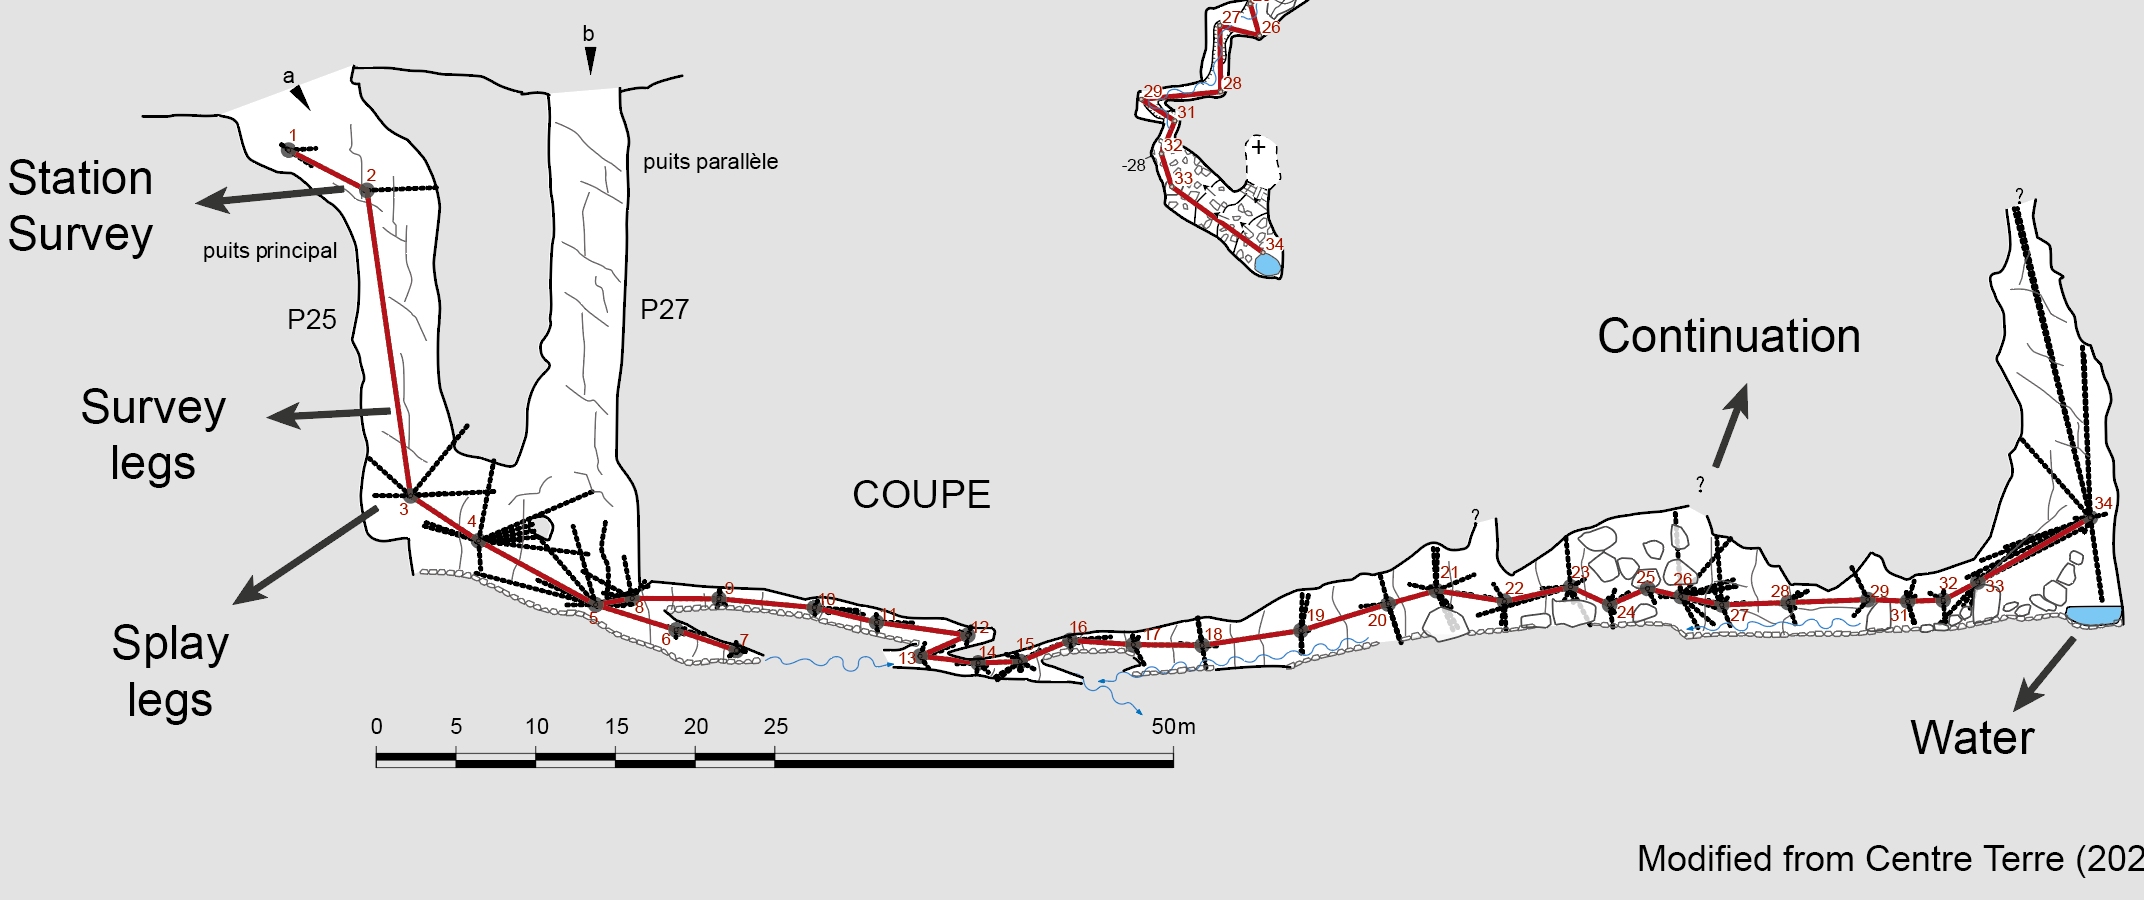 b
a
1
2
Station
Survey
puits principal
P25
puits parallèle
P27
Survey
legs
3
4
COUPE
Splay
legs
5
6
7
8
9
10
11
12
13
14
15
16
17
18
19
20
21
22
23
24
25
26
27
28
29
31
32
33
34
?
?
?
Continuation
Water
27
26
28
29
31
32
-28
33
34
+
0 5 10 15 20 25 50m
Modified from Centre Terre (202